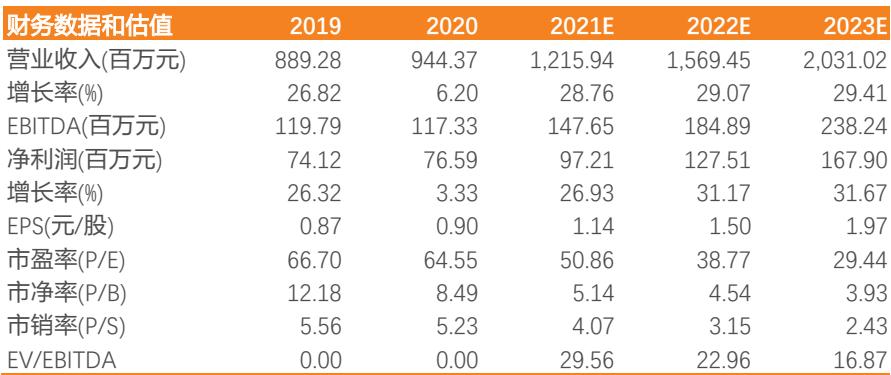 财务数据和估值 2019 2020 2021E 2022E 2023E
营业收入(百万元) 889.28 944.37 1,215.94 1,569.45 2,031.02
增长率(%) 26.82 6.20 28.76 29.07 29.41
EBITDA(百万元) 119.79 117.33 147.65 184.89 238.24
净利润(百万元) 74.12 76.59 97.21 127.51 167.90
增长率(%) 26.32 3.33 26.93 31.17 31.67
EPS(元/股) 0.87 0.90 1.14 1.50 1.97
市盈率(P/E) 66.70 64.55 50.86 38.77 29.44
市净率(P/B) 12.18 8.49 5.14 4.54 3.93
市销率(P/S) 5.56 5.23 4.07 3.15 2.43
EV/EBITDA 0.00 0.00 29.56 22.96 16.87